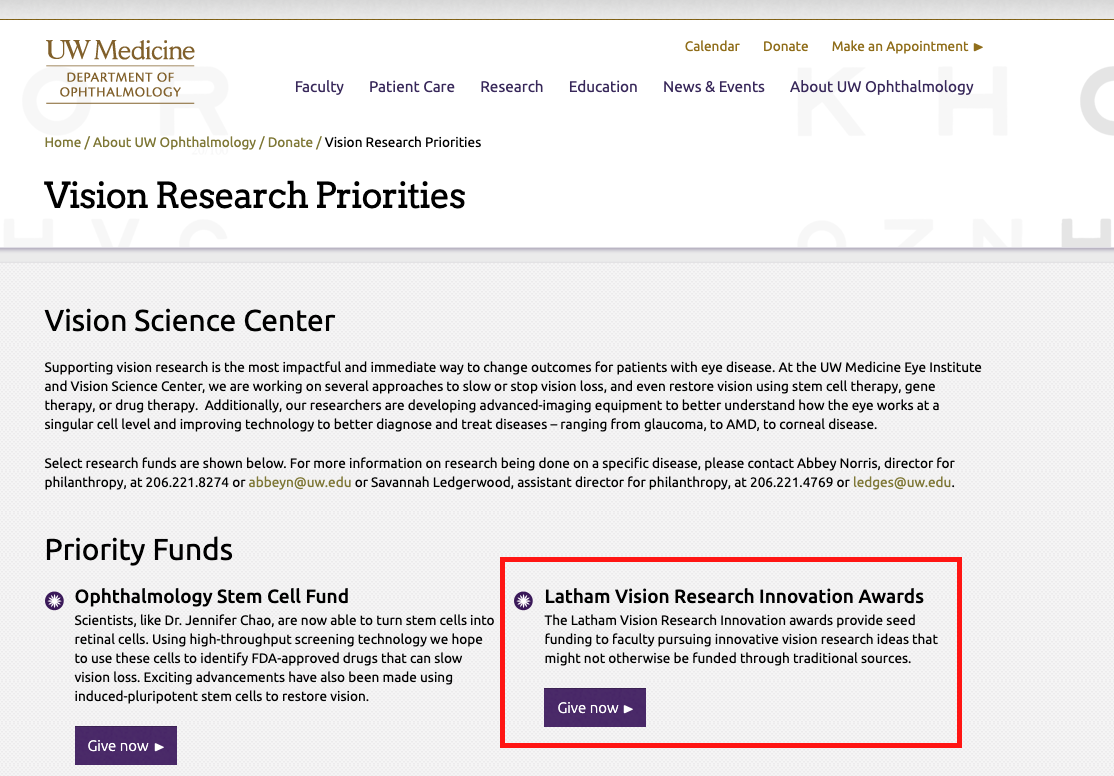 UW Medicine
DEPARTMENT OF
OPHTHALMOLOGY
Calendar Donate Make an Appointment ►
Faculty Patient Care Research Education News & Events About UW Ophthalmology
O R K H O
Home / About UW Ophthalmology / Donate / Vision Research Priorities
Vision Research Priorities
H V C O Z N H
Vision Science Center
Supporting vision research is the most impactful and immediate way to change outcomes for patients with eye disease. At the UW Medicine Eye Institute
and Vision Science Center, we are working on several approaches to slow or stop vision loss, and even restore vision using stem cell therapy, gene
therapy, or drug therapy. Additionally, our researchers are developing advanced-imaging equipment to better understand how the eye works at a
singular cell level and improving technology to better diagnose and treat diseases – ranging from glaucoma, to AMD, to corneal disease.
Select research funds are shown below. For more information on research being done on a specific disease, please contact Abbey Norris, director for
philanthropy, at 206.221.8274 or abbeyn@uw.edu or Savannah Ledgerwood, assistant director for philanthropy, at 206.221.4769 or ledges@uw.edu.
Priority Funds
Ophthalmology Stem Cell Fund
Scientists, like Dr. Jennifer Chao, are now able to turn stem cells into
retinal cells. Using high-throughput screening technology we hope
to use these cells to identify FDA-approved drugs that can slow
vision loss. Exciting advancements have also been made using
induced-pluripotent stem cells to restore vision.
Give now ►
Latham Vision Research Innovation Awards
The Latham Vision Research Innovation awards provide seed
funding to faculty pursuing innovative vision research ideas that
might not otherwise be funded through traditional sources.
Give now ►